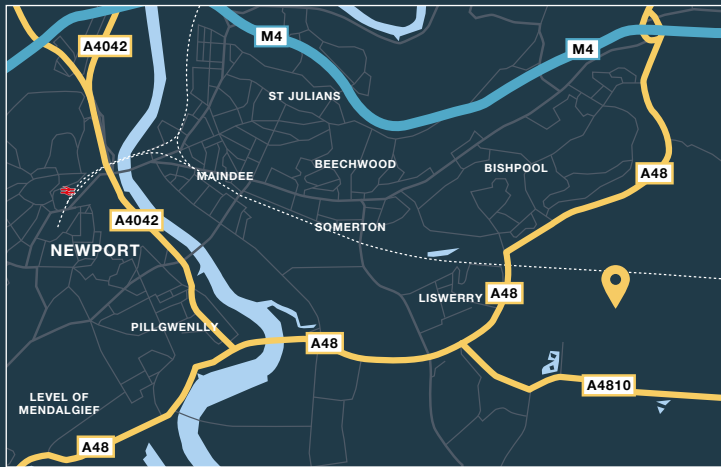 A4042
M4
M4
ST JULIANS
BEECHWOOD
BISHPOOL
MAINDEE
A48
A4042
SOMERTON
NEWPORT
LISWERRY
A48
PILLGWENLLY
A48
A4810
LEVEL OF
MENDALGIEF
A48